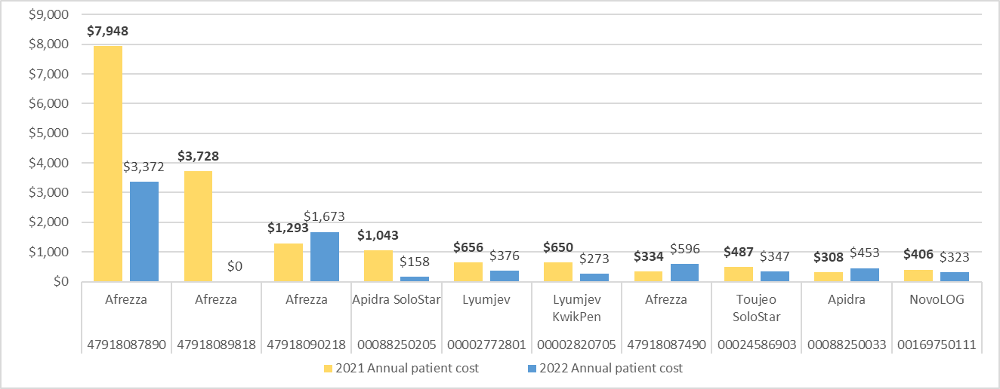 $9,000
$8,000
$7,000
$6,000
$5,000
$4,000
$3,000
$2,000
$1,000
$0
$7,948
$3,372
$3,728
$0
$1,293
$1,673
$1,043
$158
$656
$376
$650
$273
$334
$596
$487
$347
$308
$453
$406
$323
Afrezza
Afrezza
Afrezza
Apidra SoloStar
Lyumjev
Lyumjev
KwikPen
Afrezza
Toujeo
SoloStar
Apidra
NovoLOG
47918087890
47918089818
47918090218
00088250205
00002772801
00002820705
47918087490
00024586903
00088250033
00169750111
2021 Annual patient cost
2022 Annual patient cost